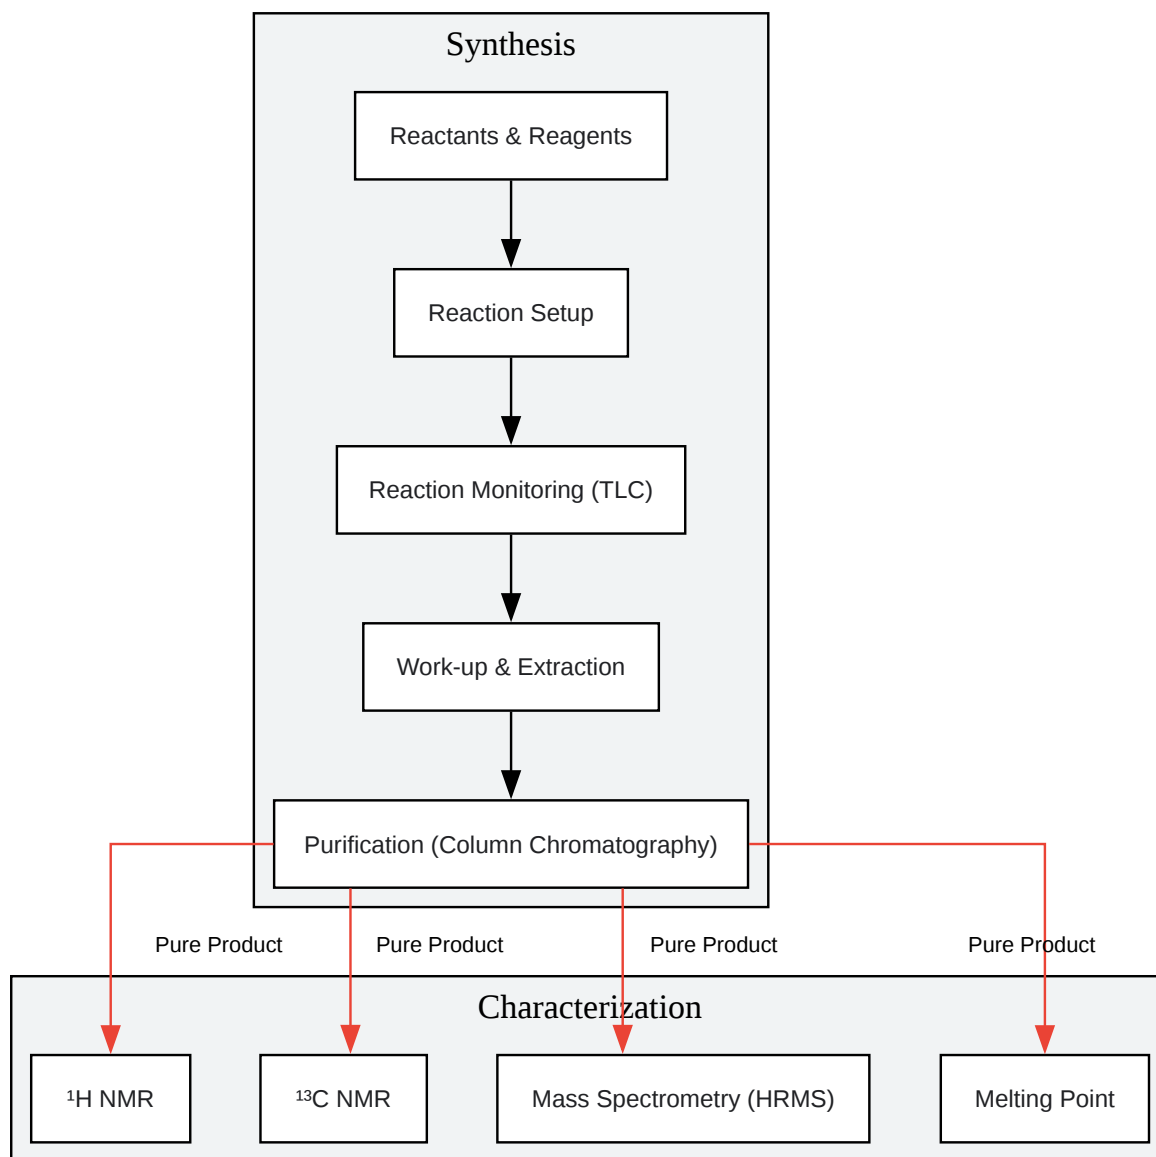 Synthesis
Reactants & Reagents
Reaction Setup
Reaction Monitoring (TLC)
Work-up & Extraction
Purification (Column Chromatography)
Pure Product
Pure Product
Pure Product
Pure Product
Characterization
¹H NMR
¹³C NMR
Mass Spectrometry (HRMS)
Melting Point